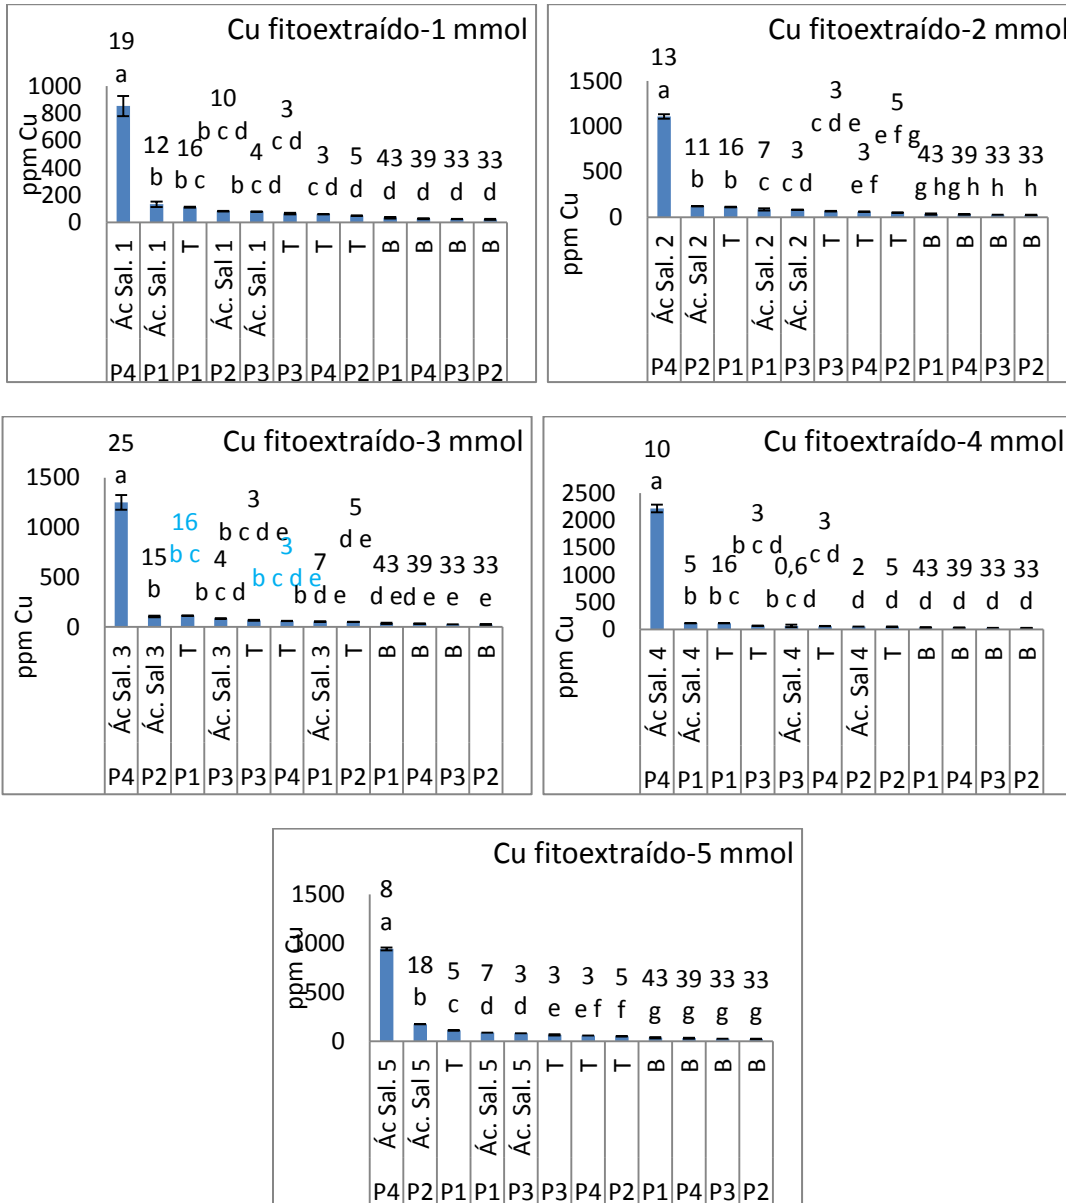 Cu fitoextraído-1 mmol
19 12 16 10 4 3 3 5 43 39 33 33
a b b c b c d b c d c d c d d d d d d
ppm Cu
1000
800
600
400
200
0
Ác Sal. 1 Ác. Sal. 1 T Ác. Sal 1 Ác. Sal. 1 T T T B B B B
P4 P1 P1 P2 P3 P3 P4 P2 P1 P4 P3 P2
Cu fitoextraído-2 mmol
13 11 16 7 3 3 3 5 43 39 33 33
a b b c c d c d e e f e f g g h g h h h
ppm Cu
1500
1000
500
0
Ác Sal. 2 Ác. Sal 2 T Ác. Sal. 2 Ác. Sal. 2 T T T B B B B
P4 P2 P1 P1 P3 P3 P4 P2 P1 P4 P3 P2
Cu fitoextraído-3 mmol
25 15 16 4 3 3 7 5 43 39 33 33
a b b c b c d b c d e b c d e b d e d e d e d e e e
ppm Cu
1500
1000
500
0
Ác Sal. 3 Ác. Sal 3 T Ác. Sal. 3 T T Ác. Sal. 3 T B B B B
P4 P2 P1 P3 P3 P4 P1 P2 P1 P4 P3 P2
Cu fitoextraído-4 mmol
10 5 16 3 0,6 3 2 5 43 39 33 33
a b b c b c d b c d c d d d d d d d
ppm Cu
2500
2000
1500
1000
500
0
Ác Sal. 4 Ác. Sal. 4 T T Ác. Sal. 4 T Ác. Sal 4 T B B B B
P4 P1 P1 P3 P3 P4 P2 P2 P1 P4 P3 P2
Cu fitoextraído-5 mmol
8 18 5 7 3 3 3 5 43 39 33 33
a b c d d e e f f g g g g
ppm Cu
1500
1000
500
0
Ác Sal. 5 Ác. Sal 5 T Ác. Sal. 5 Ác. Sal. 5 T T T B B B B
P4 P2 P1 P1 P3 P3 P4 P2 P1 P4 P3 P2